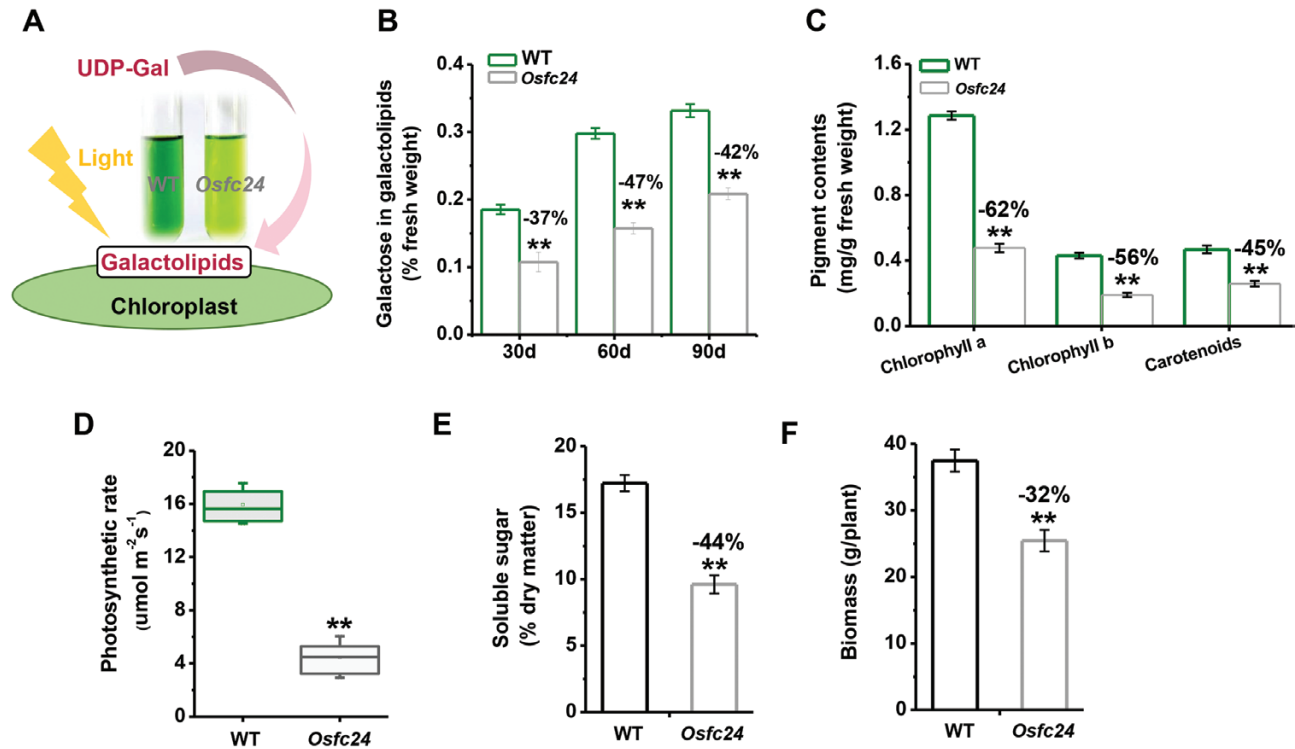 A
UDP-Gal
Light
WT
Osfc24
Galactolipids
Chloroplast
B
Galactose in galactolipids
(% fresh weight)
0.4
0.3
0.2
0.1
0.0
WT
Osfc24
-37%
**
-47%
**
-42%
**
30d
60d
90d
C
Pigment contents
(mg/g fresh weight)
1.6
1.2
0.8
0.4
0.0
WT
Osfc24
-62%
**
-56%
**
-45%
**
Chlorophyll a
Chlorophyll b
Carotenoids
D
Photosynthetic rate
(umol m⁻² s⁻¹)
20
16
12
8
4
0
**
WT
Osfc24
E
Soluble sugar
(% dry matter)
20
15
10
5
0
-44%
**
WT
Osfc24
F
Biomass (g/plant)
40
30
20
10
0
-32%
**
WT
Osfc24